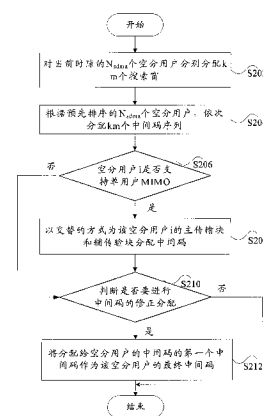 开始
对当前时隙的Nsdma个空分用户分别分配k
m个搜索窗
S20
根据预先排序的Nsdma个空分用户，依次
分配km个中间码序列
S20
S206
否
空分用户i是否支
持单用户MIMO
是
以交替的方式为该空分用户i的主传输块
和辅传输块分配中间码
S20
S210
判断是否要进行
中间码的修正分配
否
是
将分配给空分用户的中间码的第一个中
间码作为该空分用户的最终中间码
S212
结束